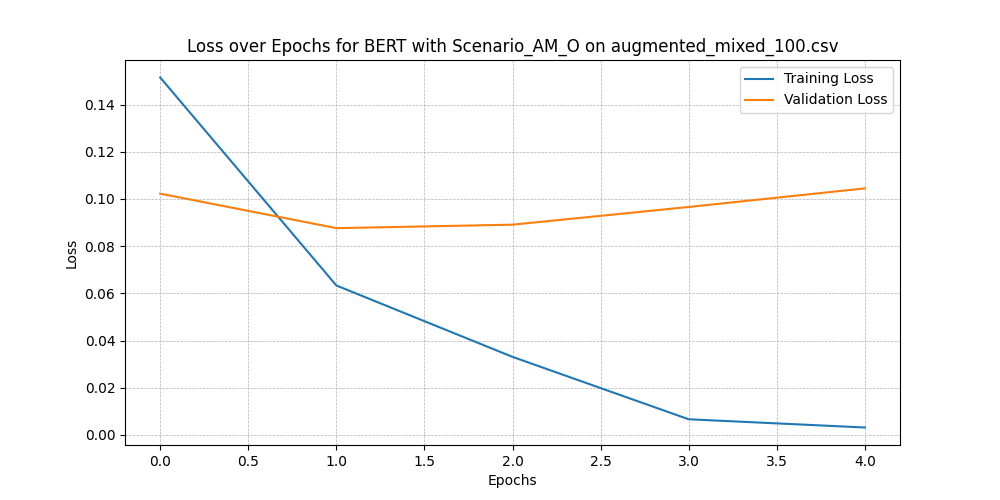 Loss over Epochs for BERT with Scenario_AM_O on augmented_mixed_100.csv
Training Loss
Validation Loss
Loss
0.14
0.12
0.10
0.08
0.06
0.04
0.02
0.00
0.0 0.5 1.0 1.5 2.0 2.5 3.0 3.5 4.0
Epochs